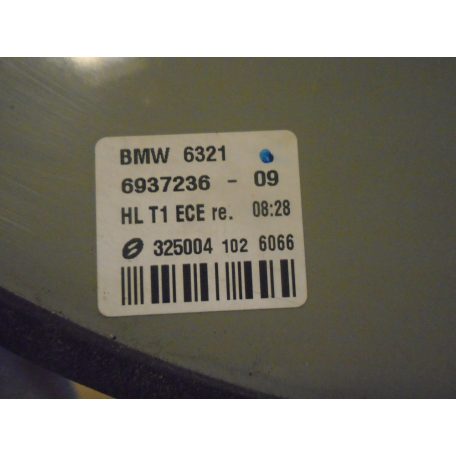 BMW 6321
6937236 - 09
HL T1 ECE re. 08:28
325004 102 6066